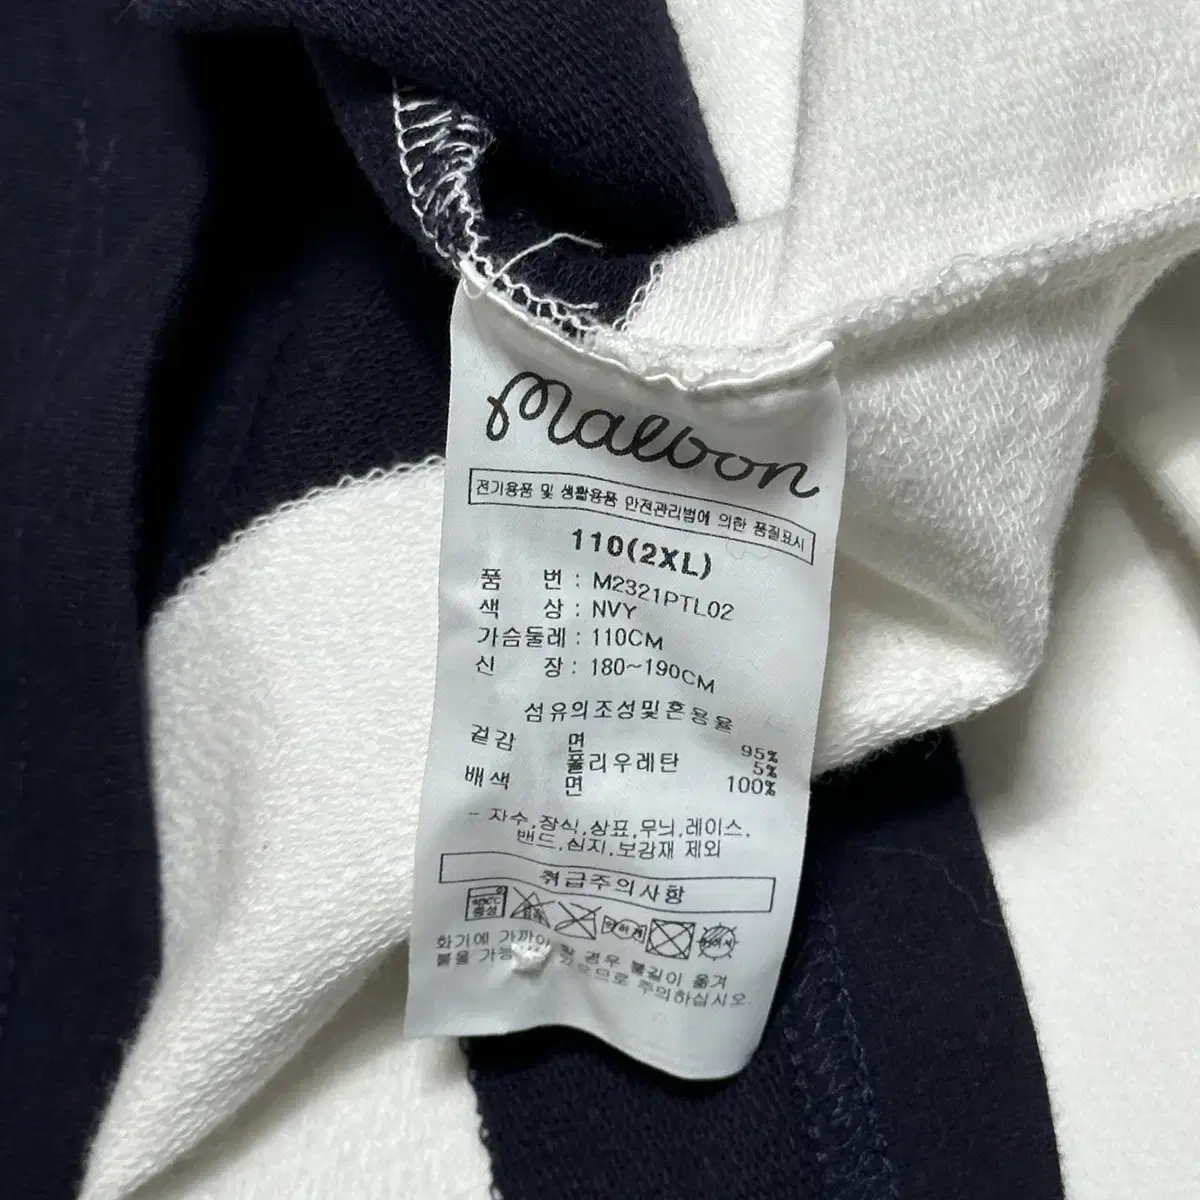 malbon
전기용품 및 생활용품 안전관리법에 의한 품질표시
110(2XL)
품 번 : M2321PTL02
색 상 : NVY
가슴둘레 : 110CM
신 장 : 180~190CM
섬유의조성및혼용율
겉감 면 95%
폴리우레탄 5%
배색 면 100%
- 자수,장식,상표,무늬,레이스,
밴드,심지,보강재 제외
취급주의사항
40℃ 중성
화기에 가까이 할 경우 불길이 옮겨
붙을 가능 있으므로 주의하십시오.